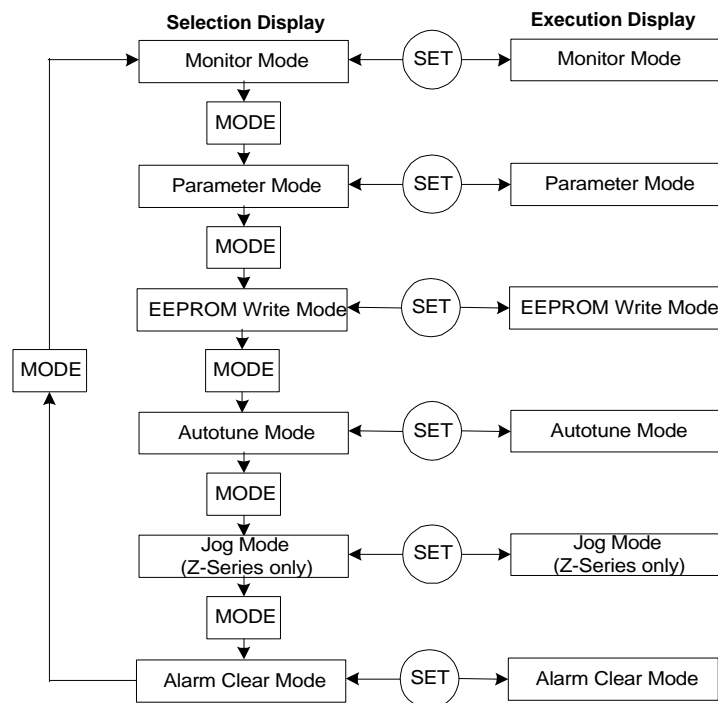 Selection Display
Execution Display
Monitor Mode
SET
Monitor Mode
MODE
Parameter Mode
SET
Parameter Mode
MODE
EEPROM Write Mode
SET
EEPROM Write Mode
MODE
MODE
Autotune Mode
SET
Autotune Mode
MODE
Jog Mode
(Z-Series only)
SET
Jog Mode
(Z-Series only)
MODE
Alarm Clear Mode
SET
Alarm Clear Mode